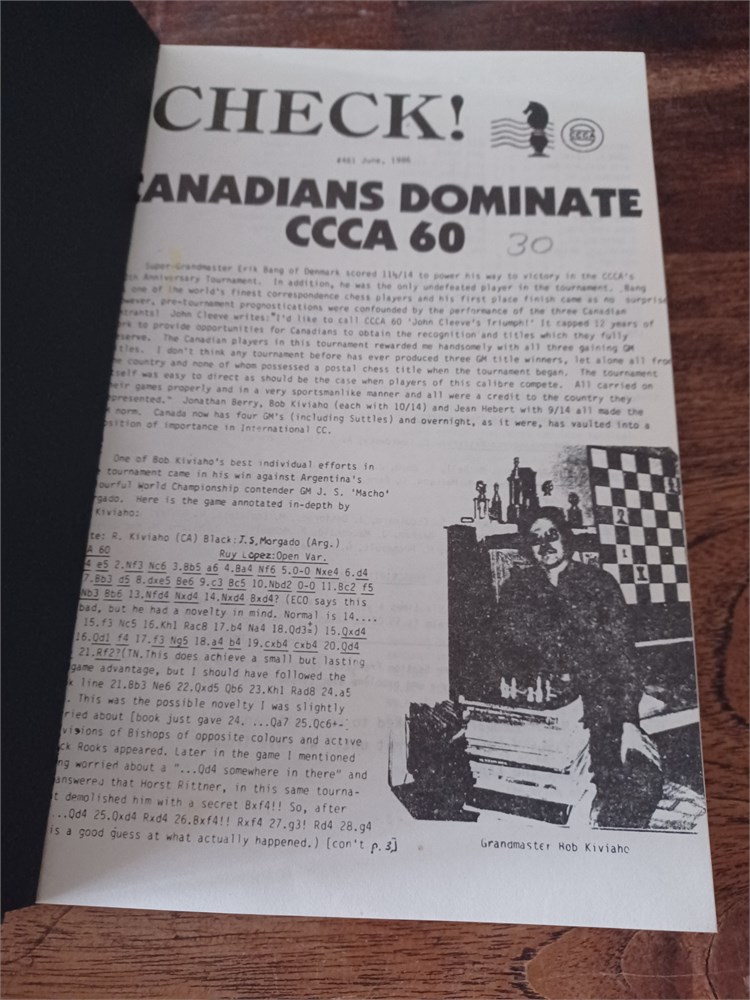 CHECK!
CCCA
#461 June, 1986
CANADIANS DOMINATE
CCCA 60
30
Super-Grandmaster Erik Bang of Denmark scored 11½/14 to power his way to victory in the CCCA's
Anniversary Tournament. In addition, he was the only undefeated player in the tournament. Bang
one of the world's finest correspondence chess players and his first place finish came as no surprise
pre-tournament prognostications were confounded by the performance of the three Canadian
John Cleeve writes: "I'd like to call CCCA 60 'John Cleeve's Triumph!' It capped 12 years of
to provide opportunities for Canadians to obtain the recognition and titles which they fully
The Canadian players in this tournament rewarded me handsomely with all three gaining GM
I don't think any tournament before has ever produced three GM title winners, let alone all from
country and none of whom possessed a postal chess title when the tournament began. The tournament
was easy to direct as should be the case when players of this calibre compete. All carried on
games properly and in a very sportsmanlike manner and all were a credit to the country they
Jonathan Berry, Bob Kiviaho (each with 10/14) and Jean Hebert with 9/14 all made the
norm. Canada now has four GM's (including Suttles) and overnight, as it were, has vaulted into a
of importance in International CC.
One of Bob Kiviaho's best individual efforts in
tournament came in his win against Argentina's
World Championship contender GM J. S. 'Macho'
Here is the game annotated in-depth by
Kiviaho:
R. Kiviaho (CA) Black: J.S. Morgado (Arg.)
60 Ruy Lopez:Open Var.
e5 2.Nf3 Nc6 3.Bb5 a6 4.Ba4 Nf6 5.0-0 Nxe4 6.d4
7.Bb3 d5 8.dxe5 Be6 9.c3 Bc5 10.Nbd2 0-0 11.Bc2 f5
Bb6 13.Nfd4 Nxd4 14.Nxd4 Bxd4? (ECO says this
bad, but he had a novelty in mind. Normal is 14....
15.f3 Nc5 16.Kh1 Rac8 17.b4 Na4 18.Qd3±) 15.Qxd4
16.Qd1 f4 17.f3 Ng5 18.a4 b4 19.cxb4 cxb4 20.Qd4
21.Rf2?(TN.This does achieve a small but lasting
game advantage, but I should have followed the
line 21.Bb3 Ne6 22.Qxd5 Qb6 23.Kh1 Rad8 24.a5
This was the possible novelty I was slightly
about [book just gave 24. ...Qa7 25.Qc6+-
of Bishops of opposite colours and active
Rooks appeared. Later in the game I mentioned
worried about a "...Qd4 somewhere in there" and
answered that Horst Rittner, in this same tourna-
demolished him with a secret Bxf4!! So, after
...Qd4 25.Qxd4 Rxd4 26.Bxf4!! Rxf4 27.g3! Rd4 28.g4
is a good guess at what actually happened.) [con't p.3]
Grandmaster Bob Kiviaho